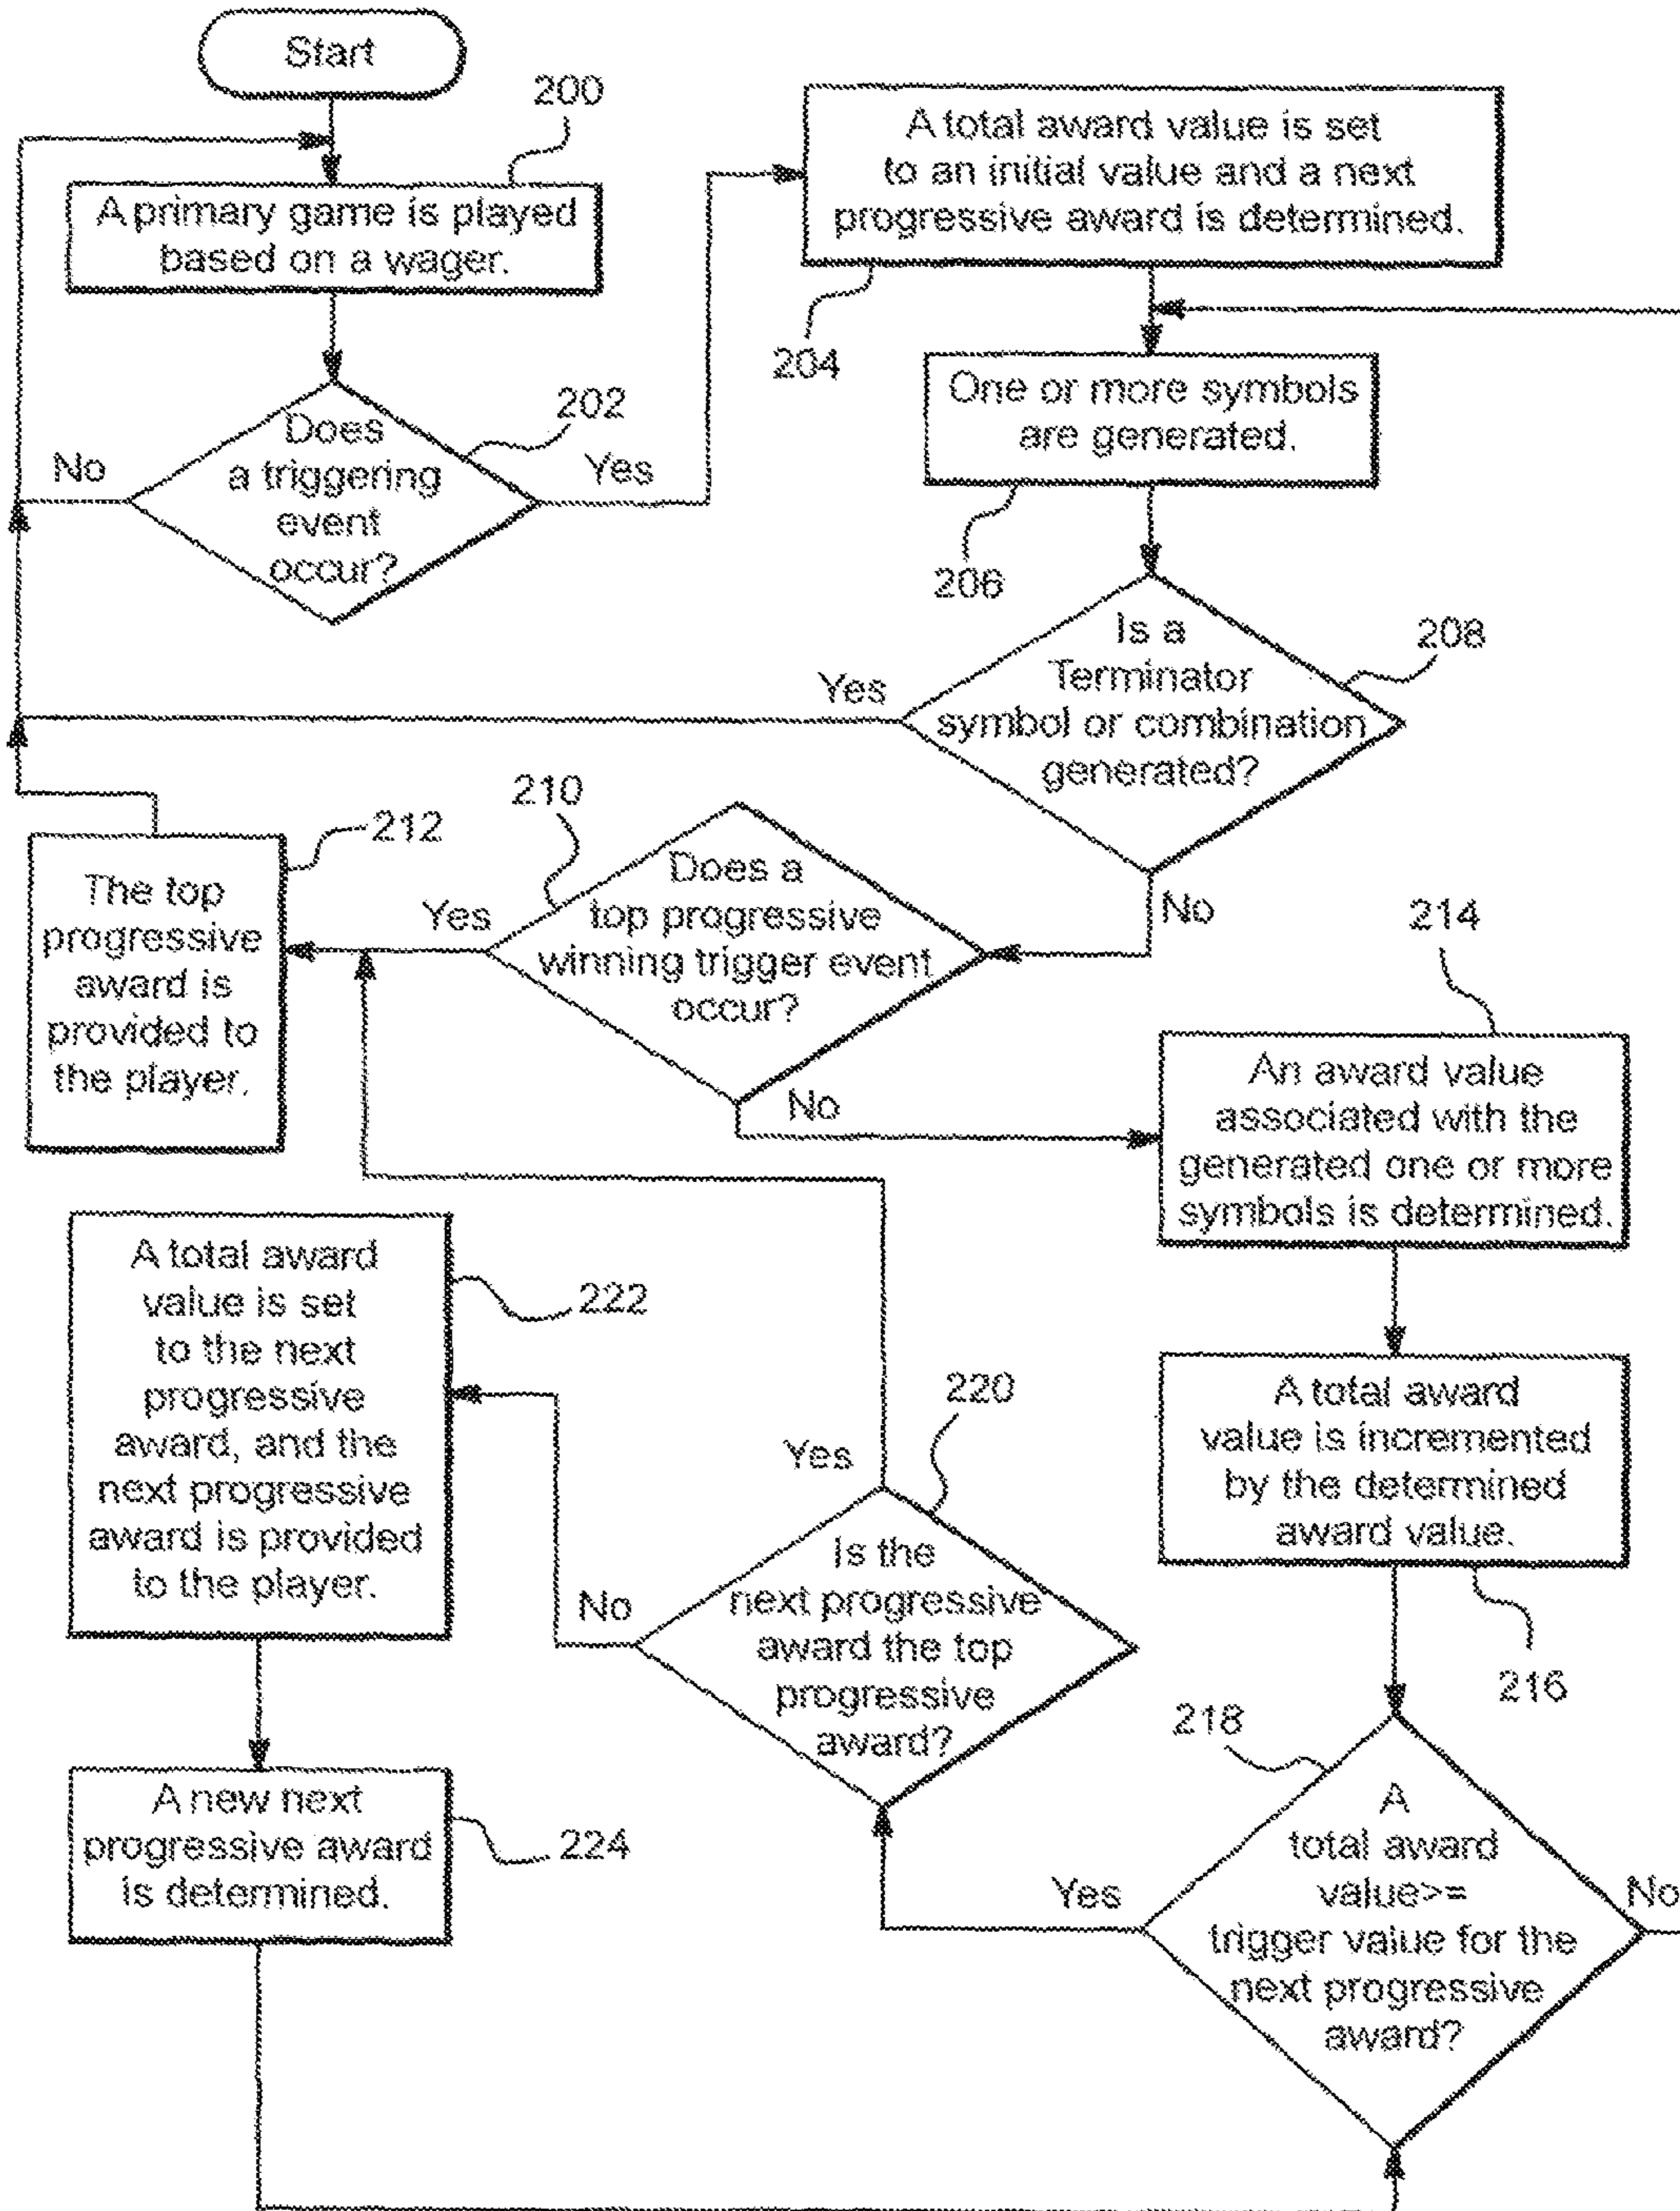 Start
200
A primary game is played
based on a wager.
202
Does
a triggering
event
occur?
No
Yes
A total award value is set
to an initial value and a next
progressive award is determined.
204
One or more symbols
are generated.
206
208
Is a
Terminator
symbol or combination
generated?
Yes
No
210
Does a
top progressive
winning trigger event
occur?
Yes
No
212
The top
progressive
award is
provided to
the player.
214
An award value
associated with the
generated one or more
symbols is determined.
A total award
value is incremented
by the determined
award value.
216
218
A
total award
value>=
trigger value for the
next progressive
award?
Yes
No
220
Is the
next progressive
award the top
progressive
award?
Yes
No
222
A total award
value is set
to the next
progressive
award, and the
next progressive
award is provided
to the player.
A new next
progressive award
is determined.
224